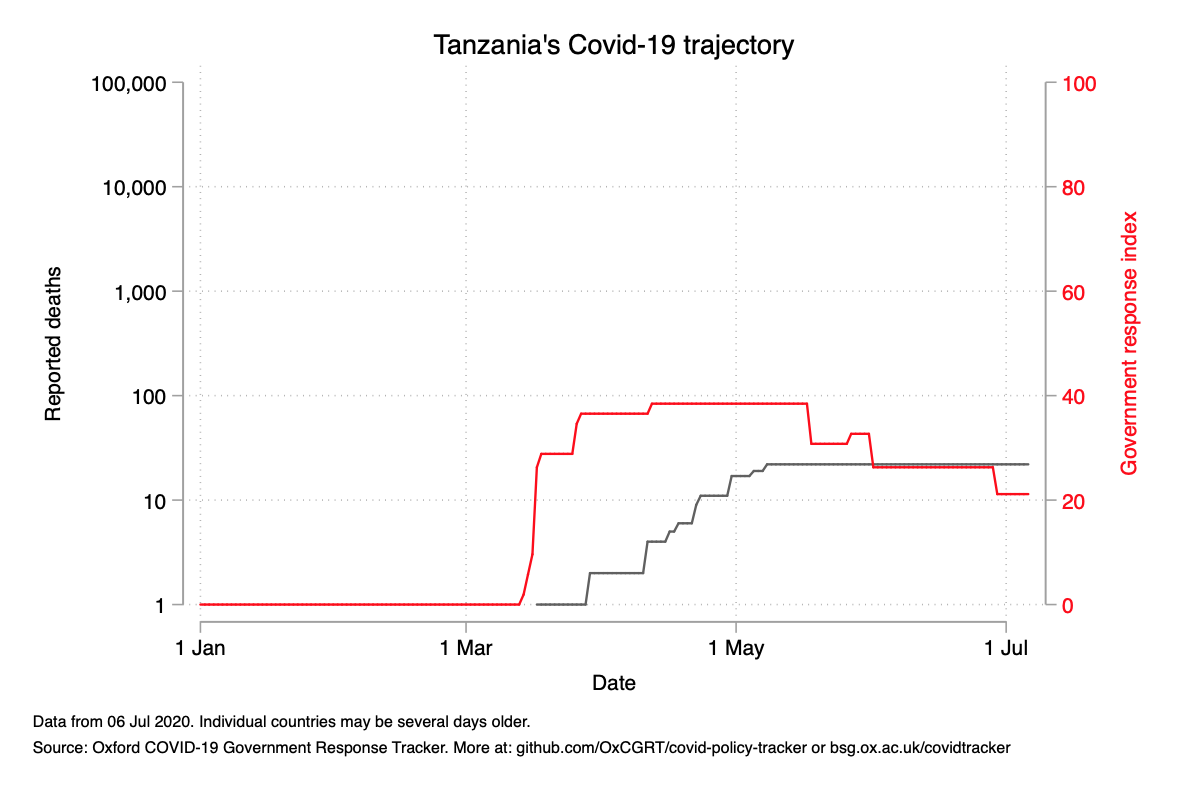 Tanzania's Covid-19 trajectory
100,000
10,000
1,000
100
10
1
Reported deaths
100
80
60
40
20
0
Government response index
1 Jan
1 Mar
1 May
1 Jul
Date
Data from 06 Jul 2020. Individual countries may be several days older.
Source: Oxford COVID-19 Government Response Tracker. More at: github.com/OxCGRT/covid-policy-tracker or bsg.ox.ac.uk/covidtracker